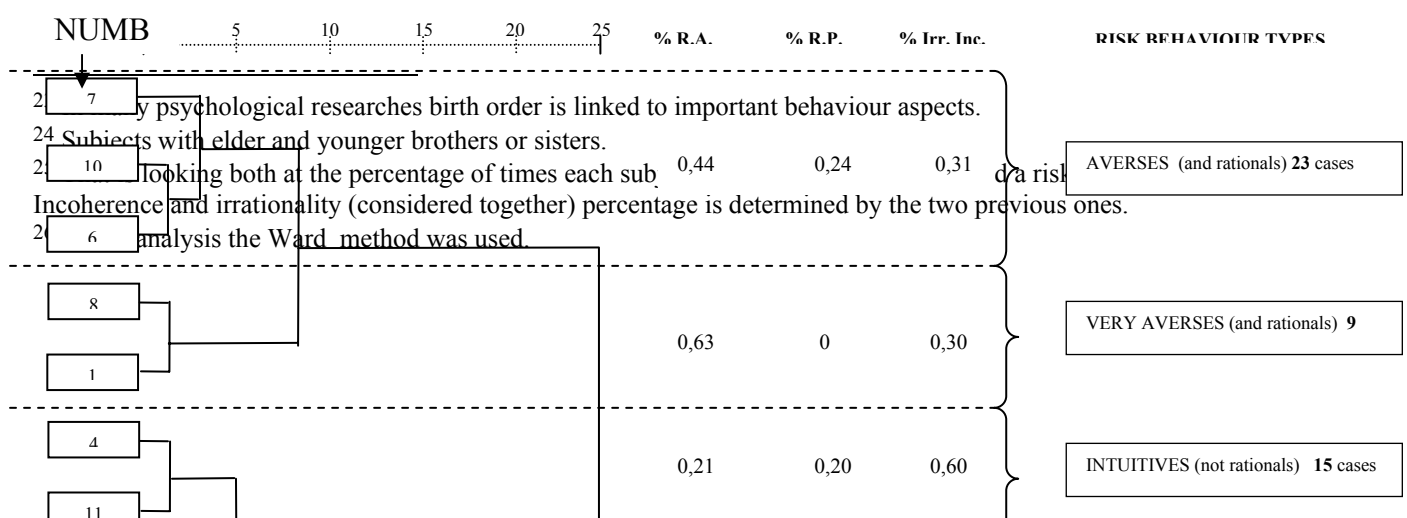 NUMB
5 10 15 20 25 % R.A. % R.P. % Irr. Inc. RISK BEHAVIOUR TYPES
7
psychological researches birth order is linked to important behaviour aspects.
24 Subjects with elder and younger brothers or sisters.
10 looking both at the percentage of times each 0,44 0,24 0,31 a AVERSES (and rationals) 23 cases
Incoherence and irrationality (considered together) percentage is determined by the two previous ones.
6 analysis the Ward method was used.
8
0,63 0 0,30 VERY AVERSES (and rationals) 9
1
4
0,21 0,20 0,60 INTUITIVES (not rationals) 15 cases
11